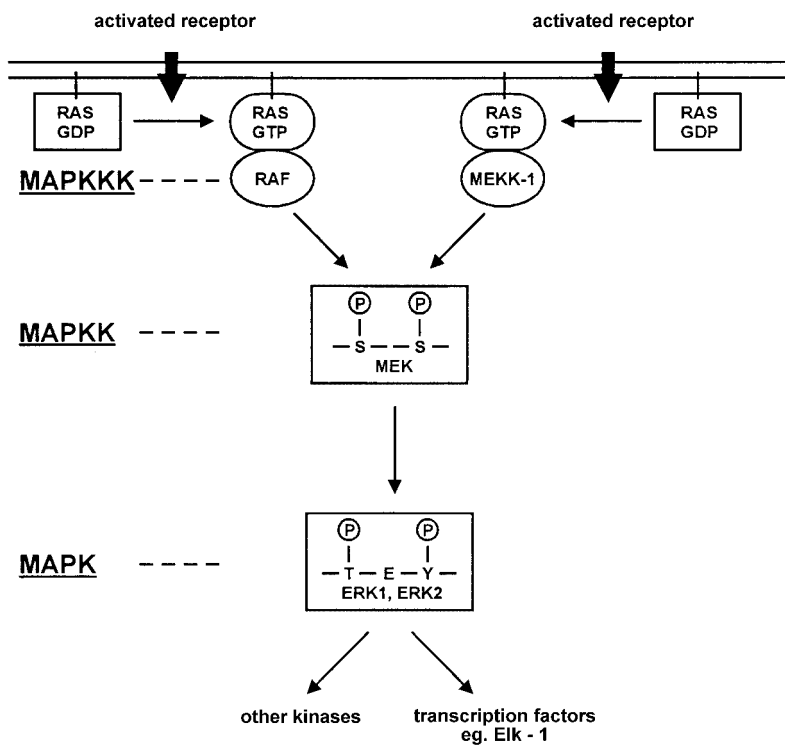 activated receptor
activated receptor
RAS
GDP
RAS
GTP
RAS
GTP
RAS
GDP
MAPKKK
RAF
MEKK-1
P P
MAPKK
S S
MEK
P P
MAPK
T E Y
ERK1, ERK2
other kinases
transcription factors
eg. Elk - 1